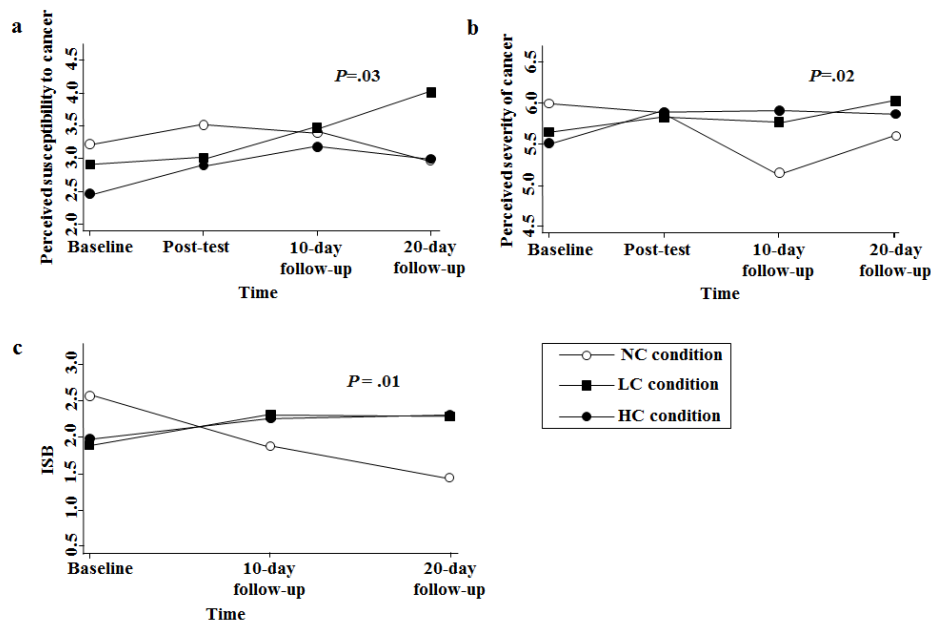 a
Perceived susceptibility to cancer
4.5
4.0
3.5
3.0
2.5
2.0
P=.03
Baseline
Post-test
10-day
follow-up
20-day
follow-up
Time
b
Perceived severity of cancer
6.5
6.0
5.5
5.0
4.5
P=.02
Baseline
Post-test
10-day
follow-up
20-day
follow-up
Time
c
ISB
3.0
2.5
2.0
1.5
1.0
0.5
P = .01
Baseline
10-day
follow-up
20-day
follow-up
Time
NC condition
LC condition
HC condition